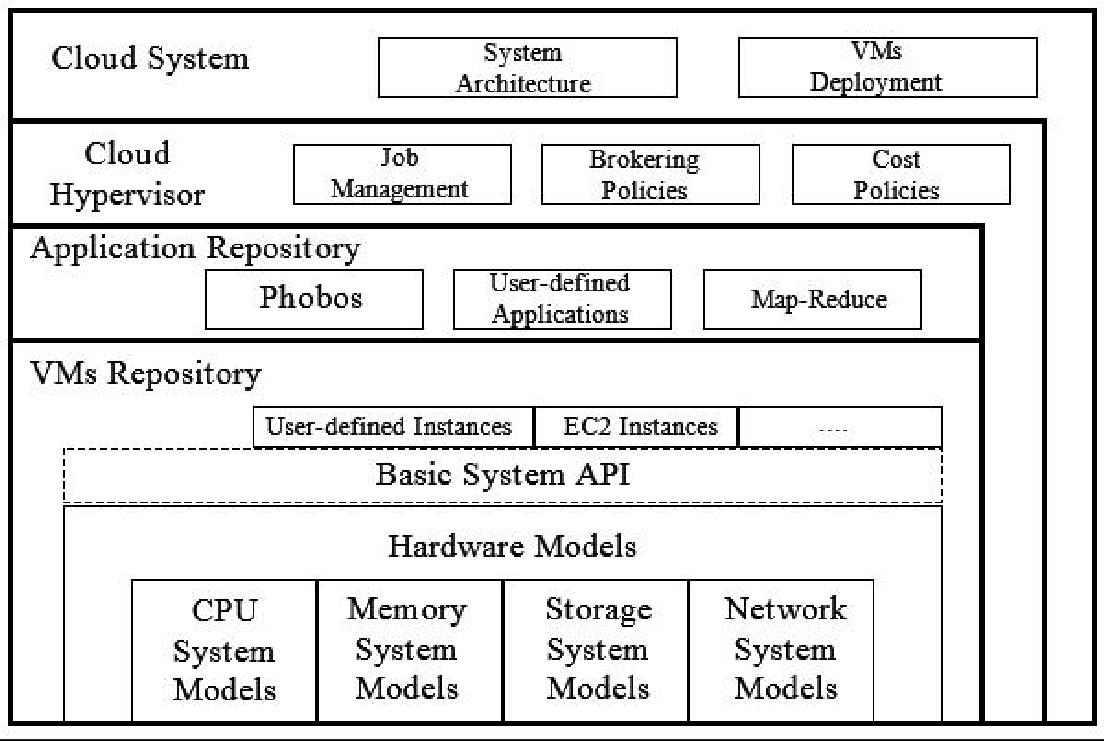 Cloud System
System
Architecture
VMs
Deployment
Cloud
Hypervisor
Job
Management
Brokering
Policies
Cost
Policies
Application Repository
Phobos
User-defined
Applications
Map-Reduce
VMs Repository
User-defined Instances
EC2 Instances
....
Basic System API
Hardware Models
CPU
System
Models
Memory
System
Models
Storage
System
Models
Network
System
Models